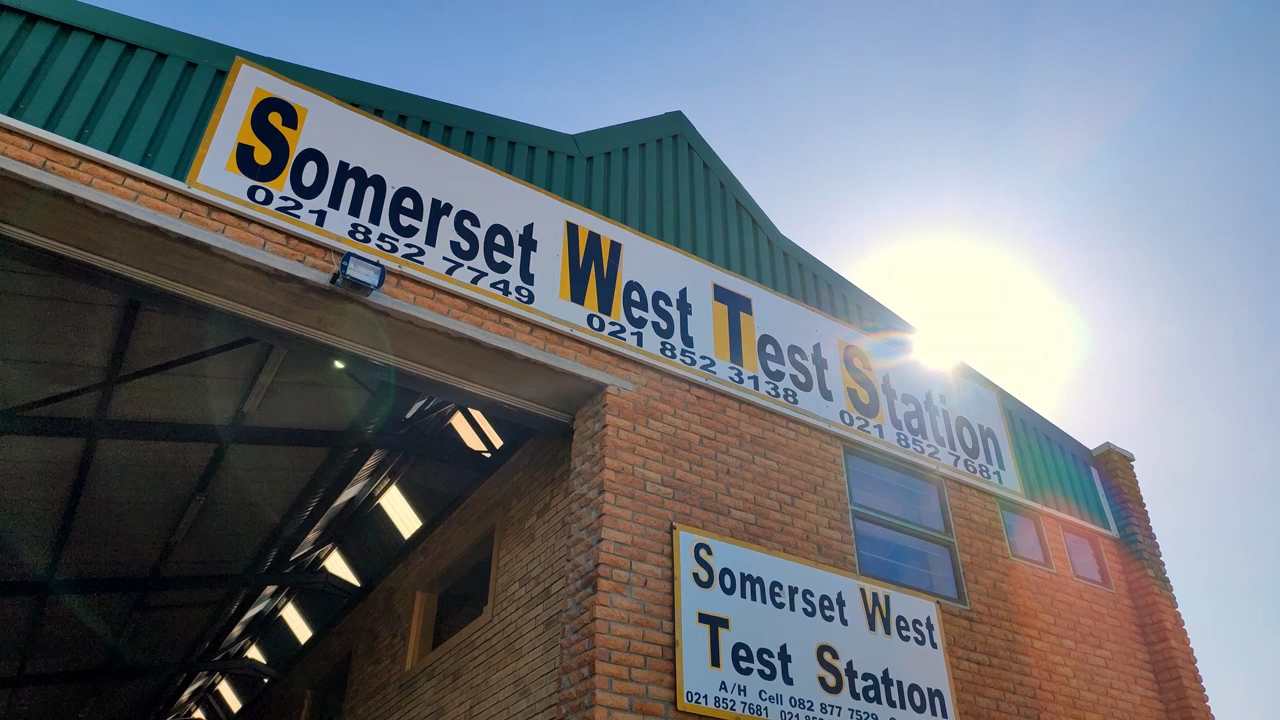 Somerset West Test Station
021 852 7749 021 852 3138 021 852 7681
Somerset West
Test Station
A/H Cell 082 877 7529
021 852 7681